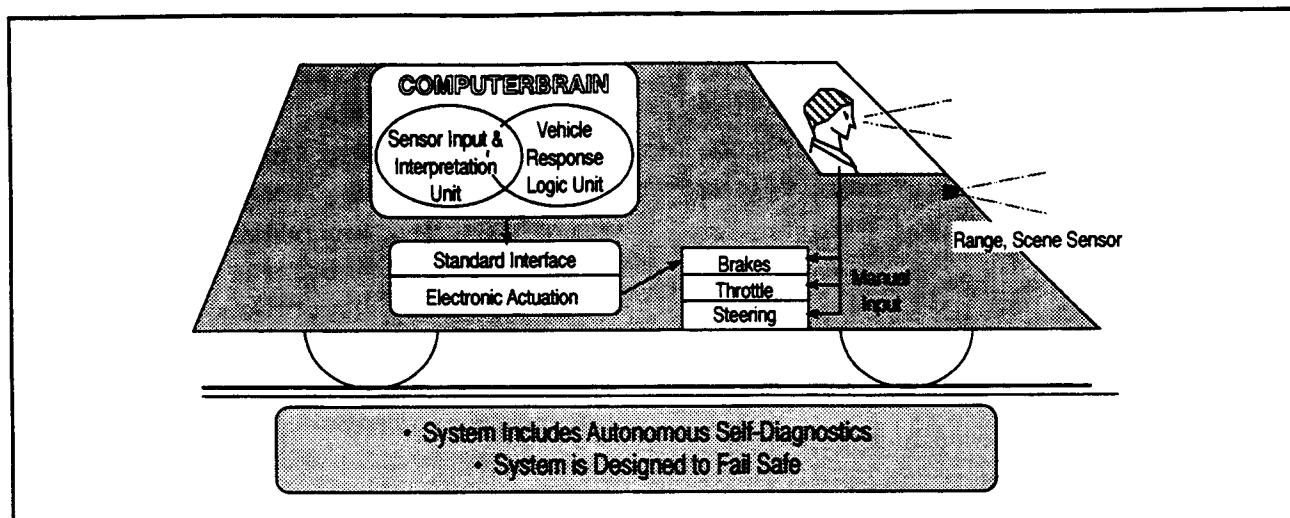 COMPUTERBRAIN
Sensor Input &
Interpretation
Unit
Vehicle
Response
Logic Unit
Standard Interface
Electronic Actuation
Brakes
Throttle
Steering
Manual
Input
Range, Scene Sensor
• System Includes Autonomous Self-Diagnostics
• System is Designed to Fail Safe